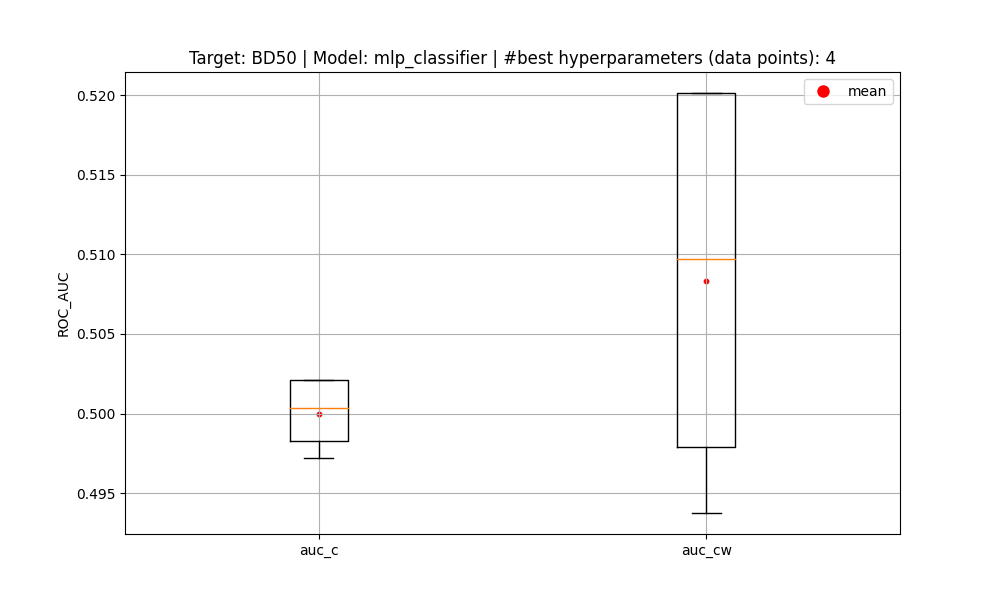 Target: BD50 | Model: mlp_classifier | #best hyperparameters (data points): 4
mean
0.520
0.515
0.510
0.505
0.500
0.495
ROC_AUC
auc_c
auc_cw